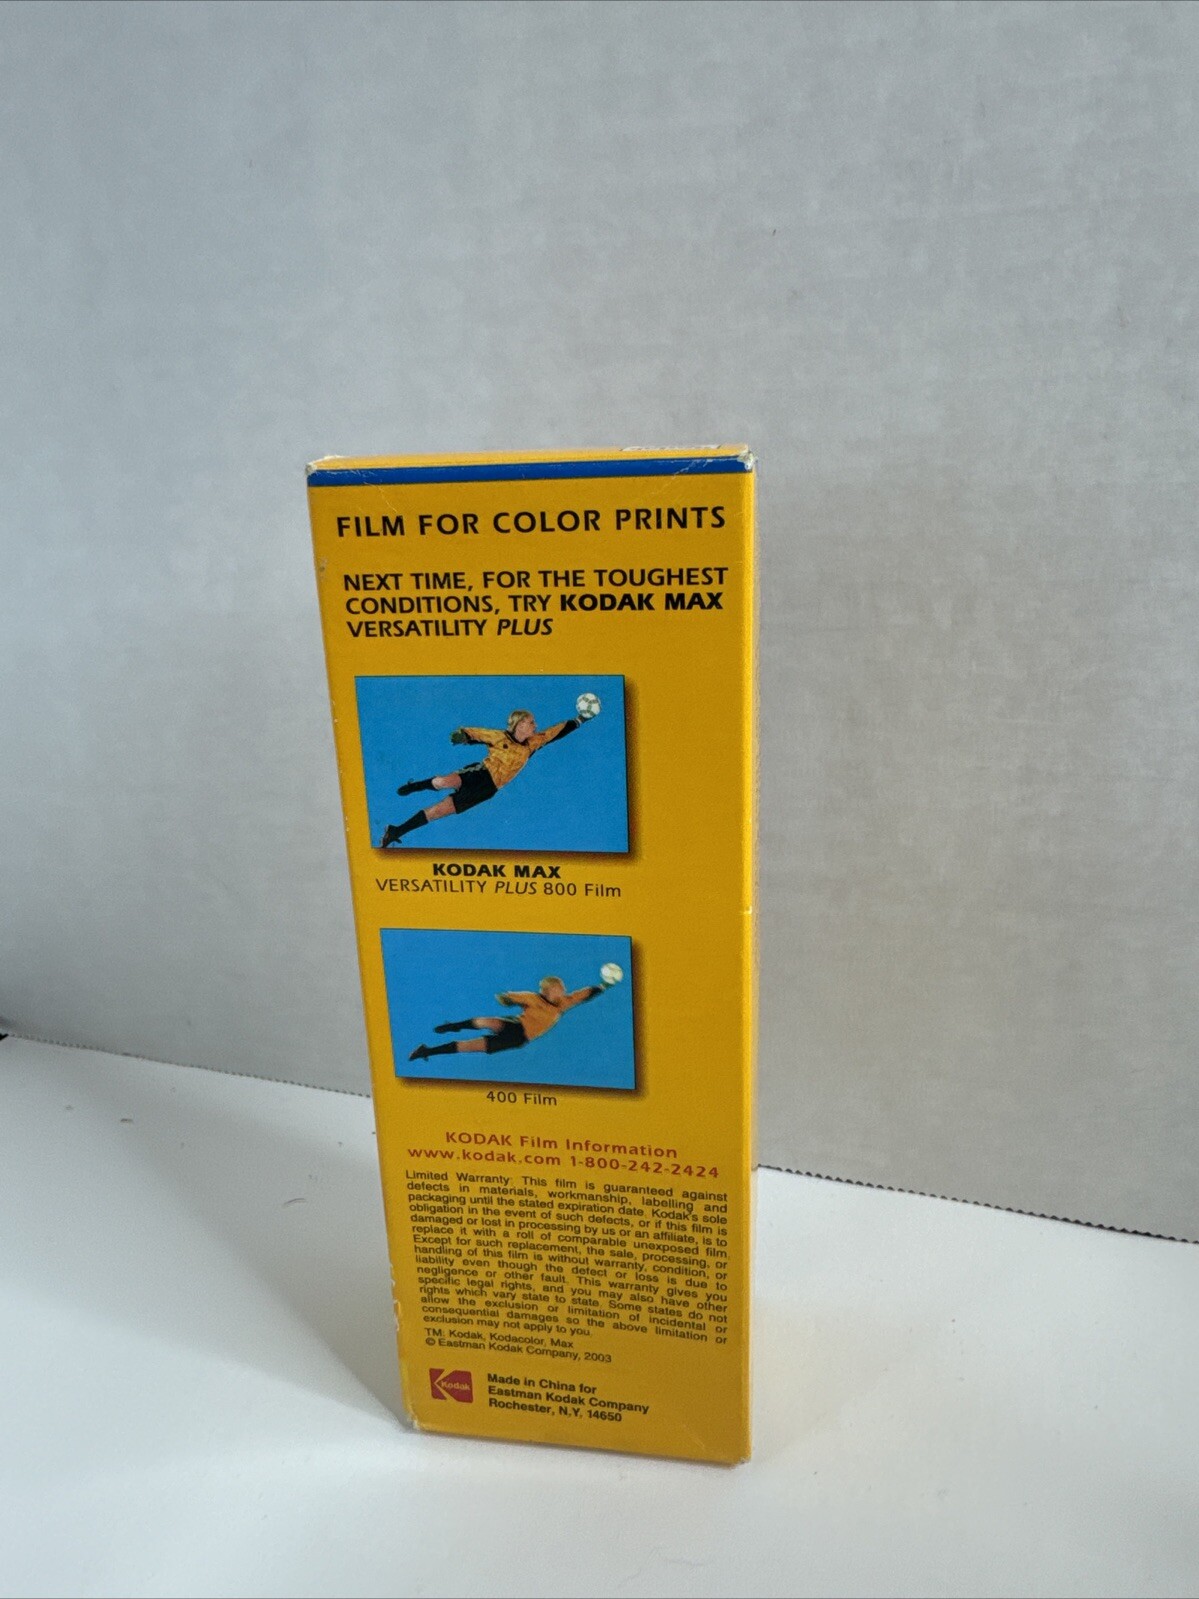 FILM FOR COLOR PRINTS
NEXT TIME, FOR THE TOUGHEST
CONDITIONS, TRY KODAK MAX
VERSATILITY PLUS
KODAK MAX
VERSATILITY PLUS 800 Film
400 Film
KODAK Film Information
www.kodak.com 1-800-242-2424
Limited Warranty: This film is guaranteed against
defects in materials, workmanship, labelling and
packaging until the stated expiration date. Kodak's sole
obligation in the event of such defects, or if this film is
damaged or lost in processing by us or an affiliate, is to
replace it with a roll of comparable unexposed film.
Except for such replacement, the sale, processing, or
handling of this film is without warranty, condition, or
liability even though the defect or loss is due to
negligence or other fault. This warranty gives you
specific legal rights, and you may also have other
rights which vary state to state. Some states do not
allow the exclusion or limitation of incidental or
consequential damages so the above limitation or
exclusion may not apply to you.
TM: Kodak, Kodacolor, Max
© Eastman Kodak Company, 2003
Kodak
Made in China for
Eastman Kodak Company
Rochester, N.Y. 14650